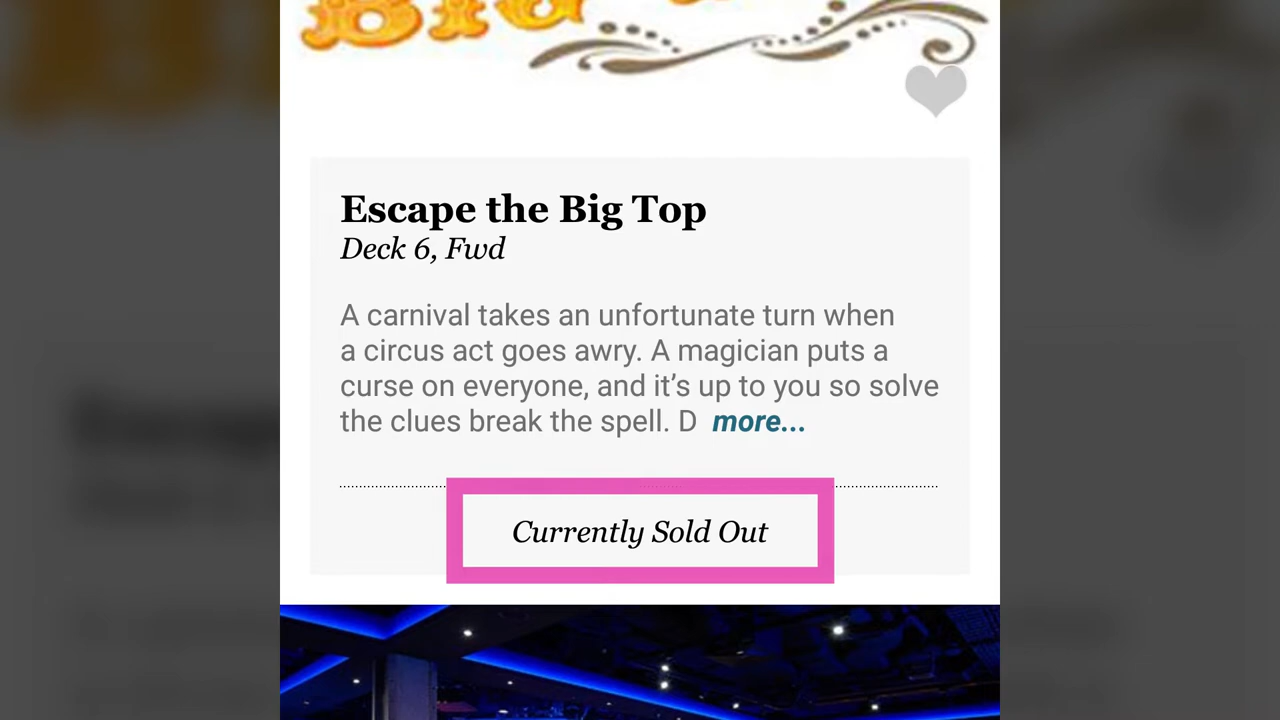 BIG
Escape the Big Top
Deck 6, Fwd
A carnival takes an unfortunate turn when
a circus act goes awry. A magician puts a
curse on everyone, and it’s up to you so solve
the clues break the spell. D more...
Currently Sold Out